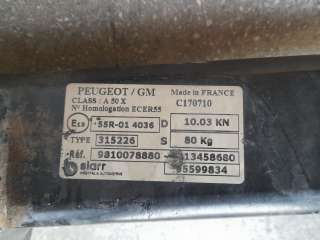 PEUGEOT / GM Made in FRANCE
CLASS : A 50 X C170710
N° Homologation ECER55
55R-01 4036 D 10.03 KN
TYPE 315226 S 80 Kg
Réf. 9810078880 13458680
siarr 95599834